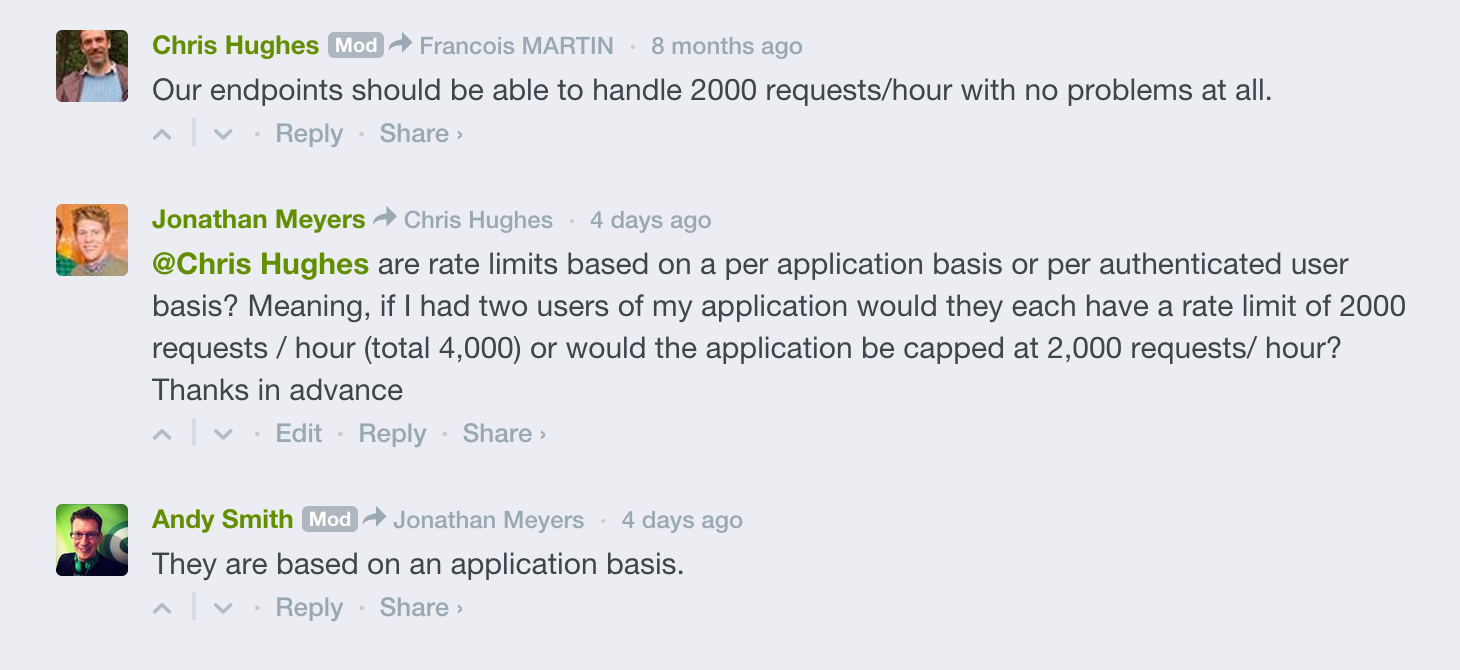 Chris Hughes Mod Francois MARTIN · 8 months ago
Our endpoints should be able to handle 2000 requests/hour with no problems at all.
· Reply · Share ›
Jonathan Meyers Chris Hughes · 4 days ago
@Chris Hughes are rate limits based on a per application basis or per authenticated user
basis? Meaning, if I had two users of my application would they each have a rate limit of 2000
requests / hour (total 4,000) or would the application be capped at 2,000 requests/ hour?
Thanks in advance
· Edit · Reply · Share ›
Andy Smith Mod Jonathan Meyers · 4 days ago
They are based on an application basis.
· Reply · Share ›